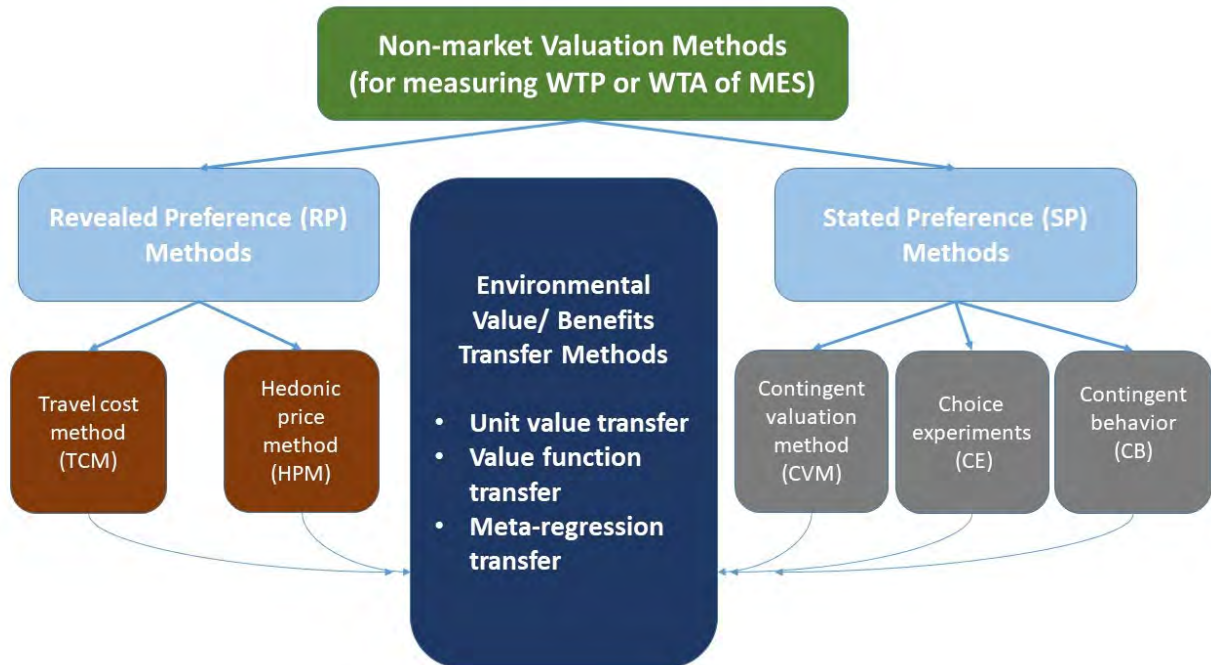 Non-market Valuation Methods
(for measuring WTP or WTA of MES)
Revealed Preference (RP)
Methods
Stated Preference (SP)
Methods
Environmental
Value/ Benefits
Transfer Methods
• Unit value transfer
• Value function
transfer
• Meta-regression
transfer
Travel cost
method
(TCM)
Hedonic
price
method
(HPM)
Contingent
valuation
method
(CVM)
Choice
experiments
(CE)
Contingent
behavior
(CB)